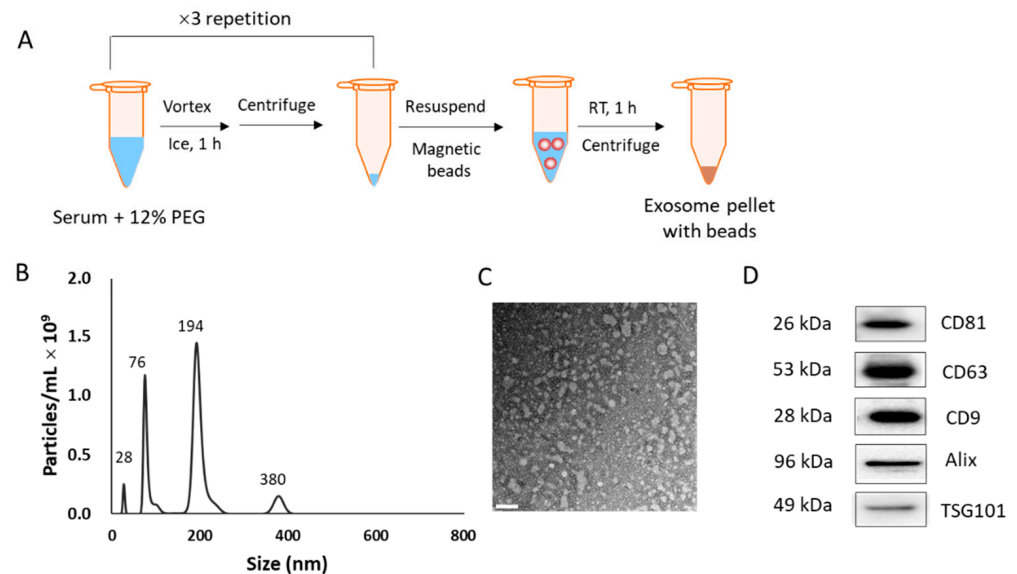 A
×3 repetition
Vortex
Ice, 1 h
Centrifuge
Resuspend
Magnetic
beads
RT, 1 h
Centrifuge
Serum + 12% PEG
Exosome pellet
with beads
B
Particles/mL × 10⁹
2.0
1.5
1.0
0.5
0.0
28
76
194
380
0
200
400
600
800
Size (nm)
C
D
26 kDa
CD81
53 kDa
CD63
28 kDa
CD9
96 kDa
Alix
49 kDa
TSG101